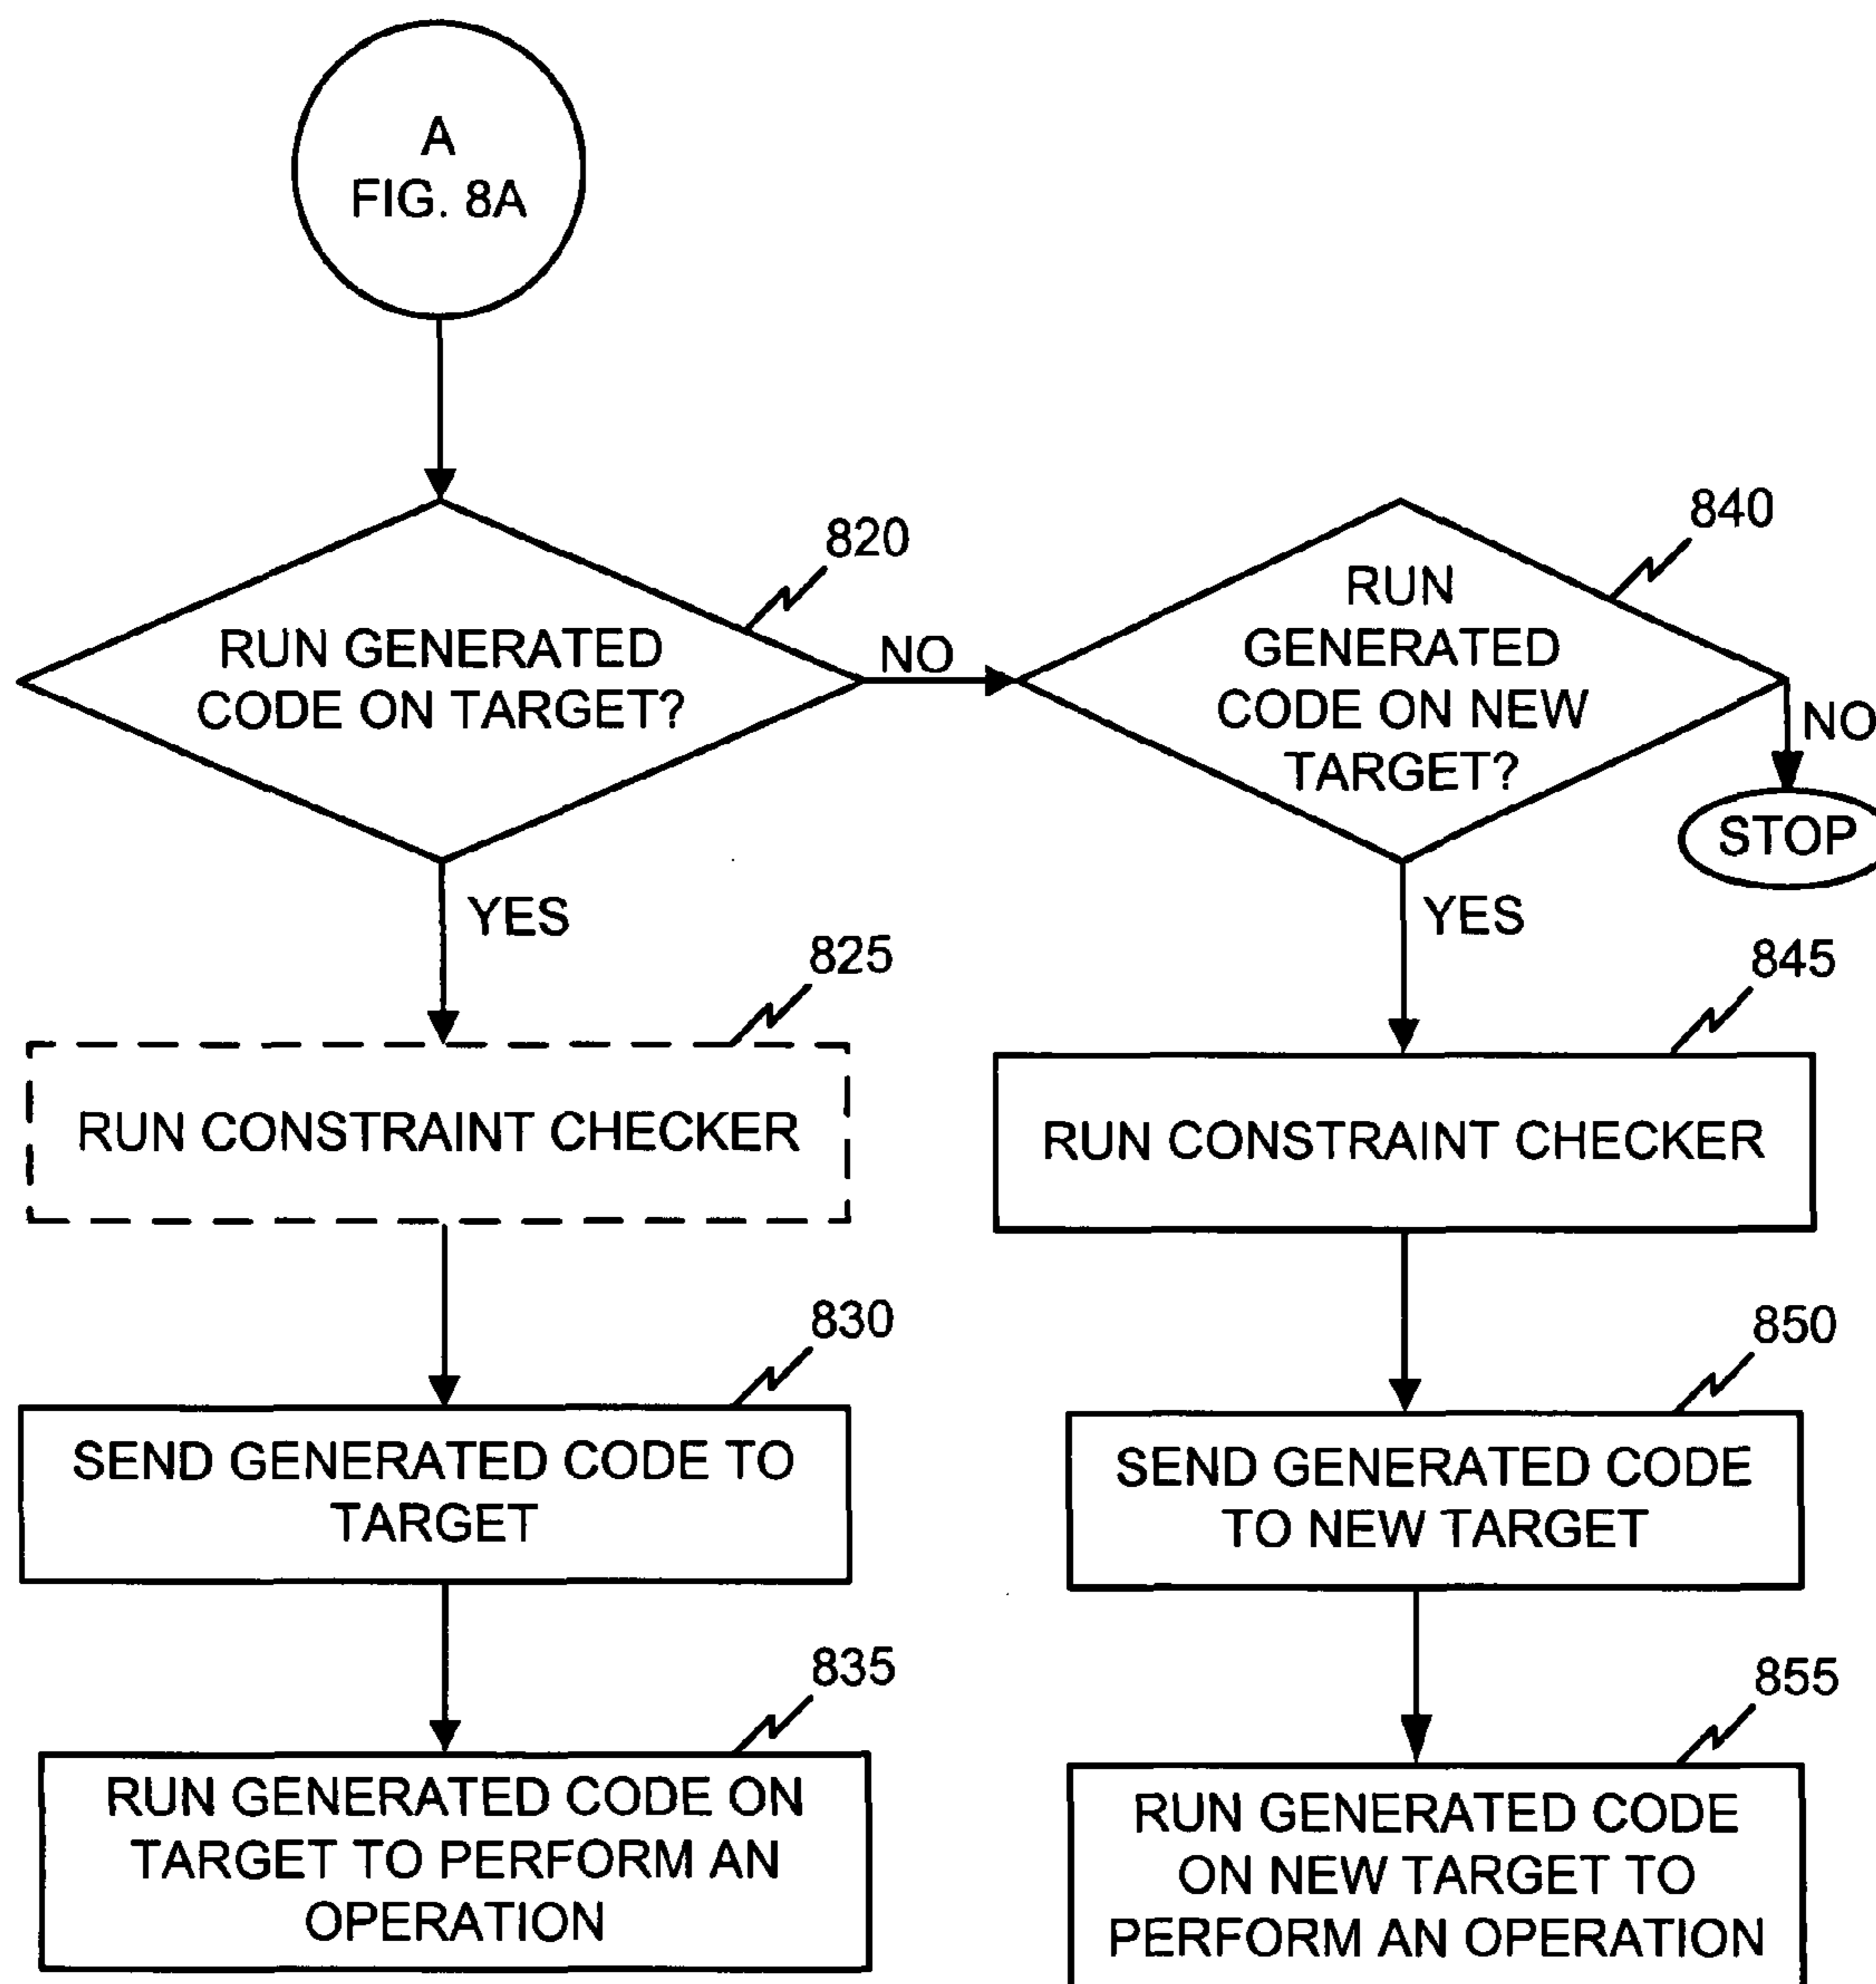 A
FIG. 8A
820
RUN GENERATED
CODE ON TARGET?
NO
840
RUN
GENERATED
CODE ON NEW
TARGET?
NO
STOP
YES
YES
825
RUN CONSTRAINT CHECKER
845
RUN CONSTRAINT CHECKER
830
SEND GENERATED CODE TO
TARGET
850
SEND GENERATED CODE
TO NEW TARGET
835
RUN GENERATED CODE ON
TARGET TO PERFORM AN
OPERATION
855
RUN GENERATED CODE
ON NEW TARGET TO
PERFORM AN OPERATION